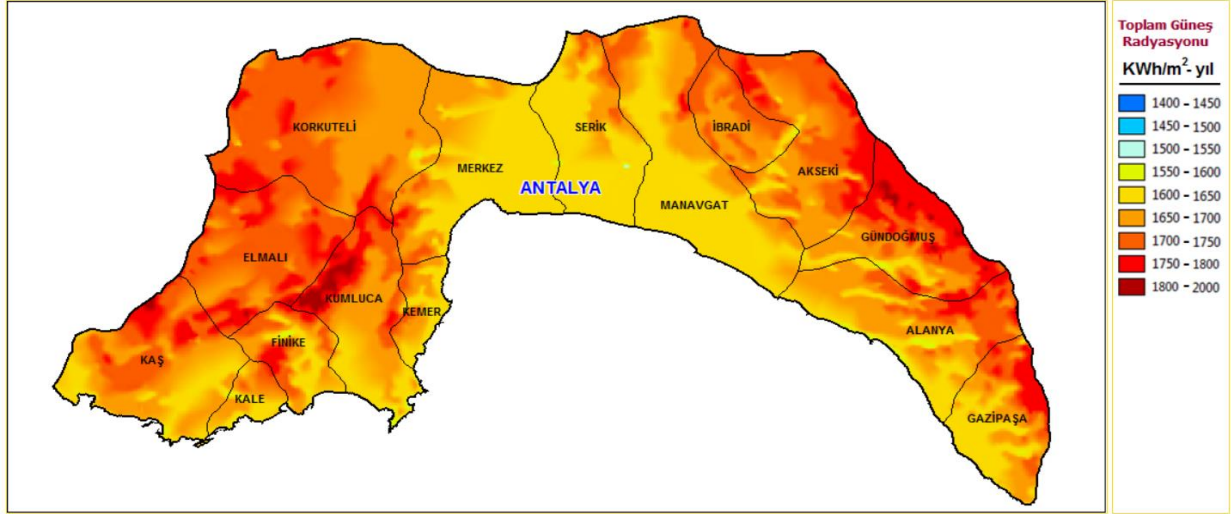 KORKUTELİ
MERKEZ
SERİK
İBRADİ
AKSEKİ
ANTALYA
MANAVGAT
GÜNDOĞMUŞ
ELMALI
KUMLUCA
KEMER
FİNİKE
ALANYA
KAŞ
KALE
GAZİPAŞA
Toplam Güneş
Radyasyonu
KWh/m²- yıl
1400 - 1450
1450 - 1500
1500 - 1550
1550 - 1600
1600 - 1650
1650 - 1700
1700 - 1750
1750 - 1800
1800 - 2000